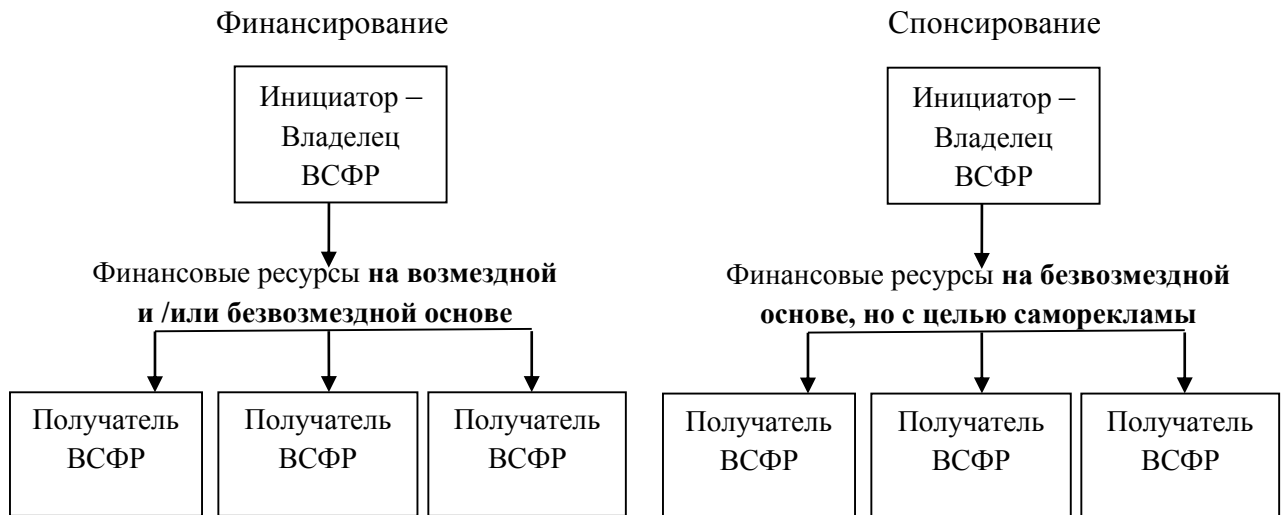 Финансирование
Инициатор –
Владелец
ВСФР
Финансовые ресурсы на возмездной
и /или безвозмездной основе
Получатель
ВСФР
Получатель
ВСФР
Получатель
ВСФР
Спонсирование
Инициатор –
Владелец
ВСФР
Финансовые ресурсы на безвозмездной
основе, но с целью саморекламы
Получатель
ВСФР
Получатель
ВСФР
Получатель
ВСФР